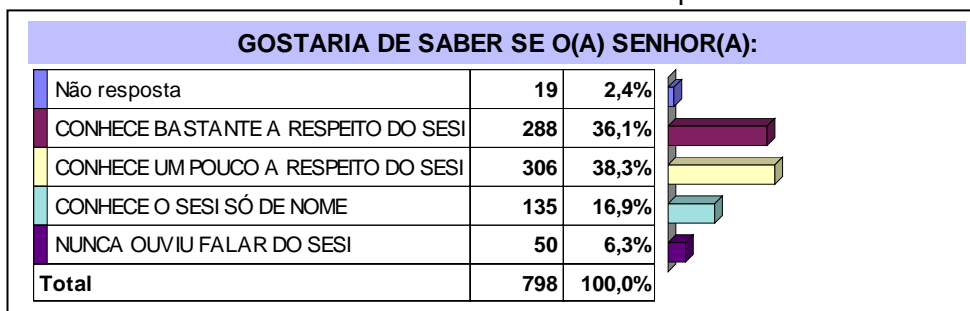 GOSTARIA DE SABER SE O(A) SENHOR(A):
Não resposta 19 2,4%
CONHECE BASTANTE A RESPEITO DO SESI 288 36,1%
CONHECE UM POUCO A RESPEITO DO SESI 306 38,3%
CONHECE O SESI SÓ DE NOME 135 16,9%
NUNCA OUVIU FALAR DO SESI 50 6,3%
Total 798 100,0%